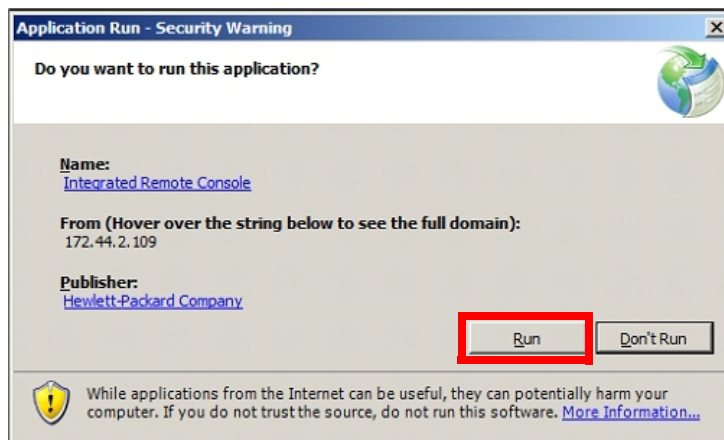 Application Run - Security Warning
Do you want to run this application?
Name:
Integrated Remote Console
From (Hover over the string below to see the full domain):
172.44.2.109
Publisher:
Hewlett-Packard Company
Run
Don't Run
While applications from the Internet can be useful, they can potentially harm your
computer. If you do not trust the source, do not run this software. More Information...